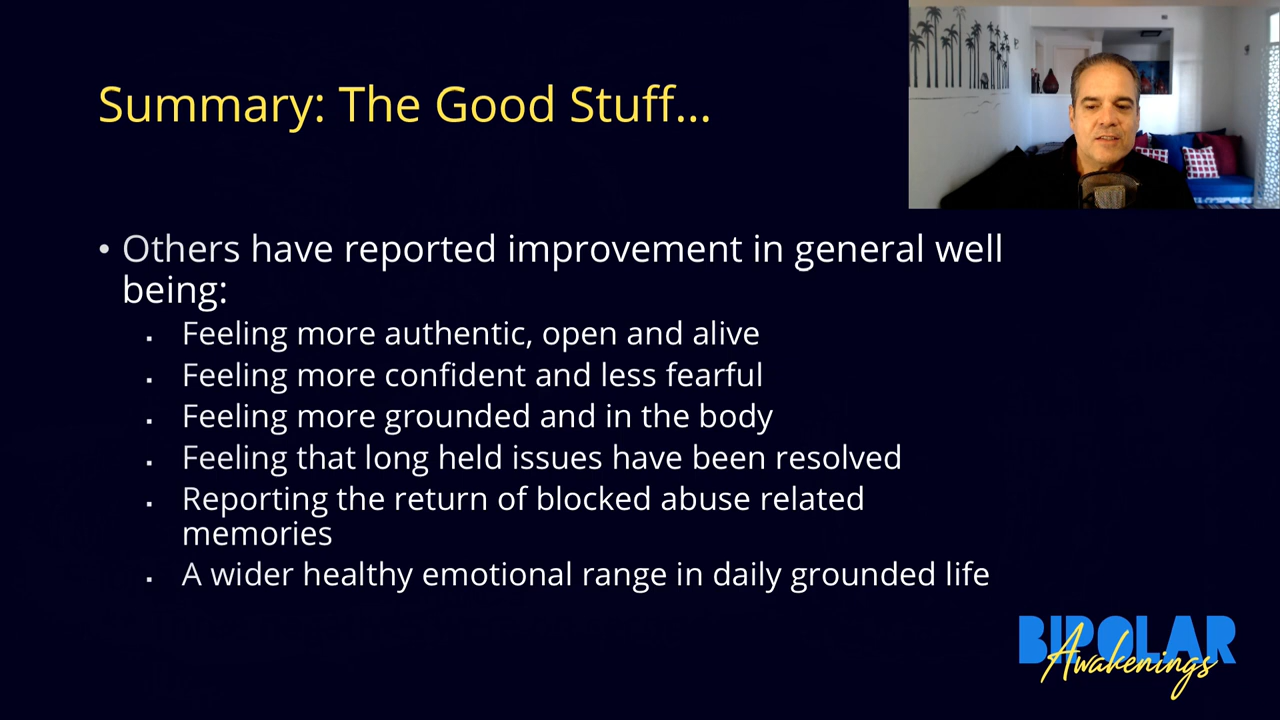 Summary: The Good Stuff...
• Others have reported improvement in general well
being:
▪ Feeling more authentic, open and alive
▪ Feeling more confident and less fearful
▪ Feeling more grounded and in the body
▪ Feeling that long held issues have been resolved
▪ Reporting the return of blocked abuse related
memories
▪ A wider healthy emotional range in daily grounded life
BIPOLAR
Awakenings